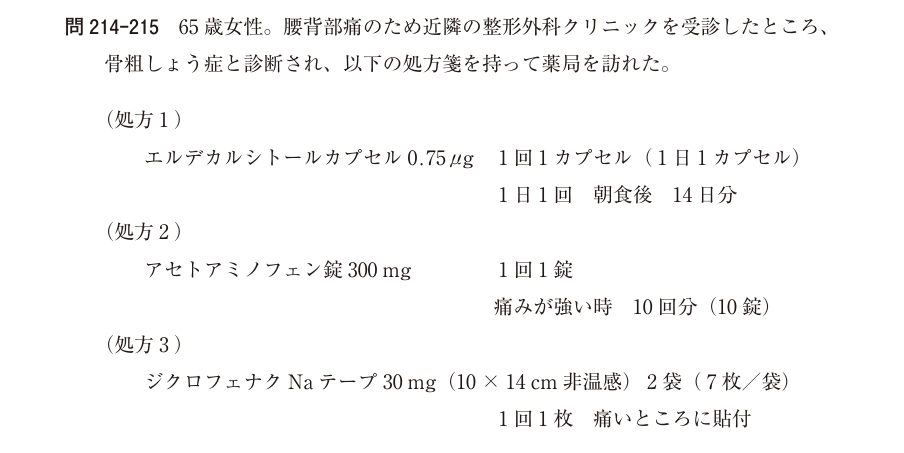 問 214−215　65 歳女性。腰背部痛のため近隣の整形外科クリニックを受診したところ、
骨粗しょう症と診断され、以下の処方箋を持って薬局を訪れた。
（処方 1 ）
エルデカルシトールカプセル 0.75 μg　1 回 1 カプセル（ 1 日 1 カプセル）
1 日 1 回　朝食後　14 日分
（処方 2 ）
アセトアミノフェン錠 300 mg　1 回 1 錠
痛みが強い時　10 回分（10 錠）
（処方 3 ）
ジクロフェナク Na テープ 30 mg（10 × 14 cm 非温感） 2 袋（ 7 枚／袋）
1 回 1 枚　痛いところに貼付